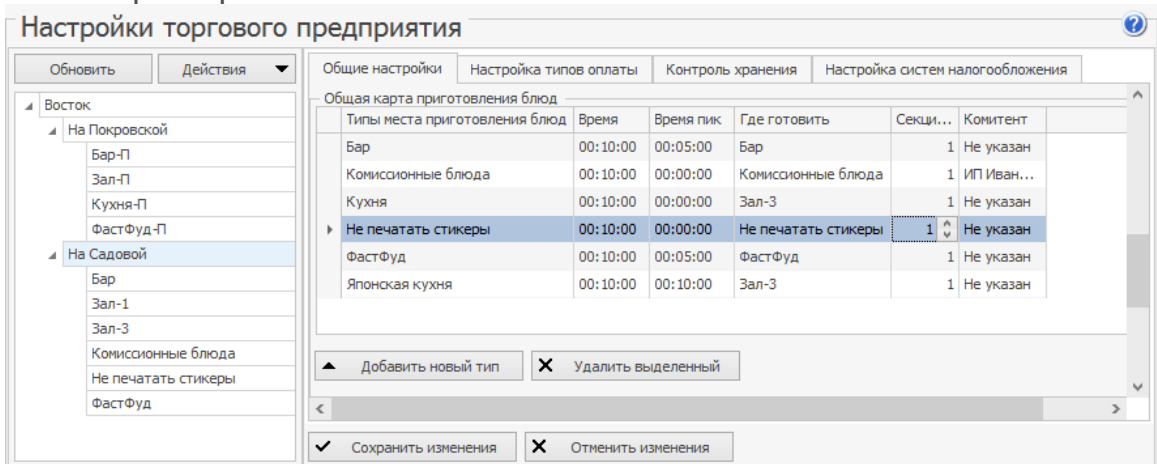 Настройки торгового предприятия
Обновить Действия
Восток
На Покровской
Бар-П
Зал-П
Кухня-П
ФастФуд-П
На Садовой
Бар
Зал-1
Зал-3
Комиссионные блюда
Не печатать стикеры
ФастФуд
Общие настройки Настройка типов оплаты Контроль хранения Настройка систем налогообложения
Общая карта приготовления блюд
Типы места приготовления блюд Время Время пик Где готовить Секци... Комитент
Бар 00:10:00 00:05:00 Бар 1 Не указан
Комиссионные блюда 00:10:00 00:00:00 Комиссионные блюда 1 ИП Иван...
Кухня 00:10:00 00:00:00 Зал-3 1 Не указан
Не печатать стикеры 00:10:00 00:00:00 Не печатать стикеры 1 Не указан
ФастФуд 00:10:00 00:05:00 ФастФуд 1 Не указан
Японская кухня 00:10:00 00:10:00 Зал-3 1 Не указан
Добавить новый тип Удалить выделенный
Сохранить изменения Отменить изменения